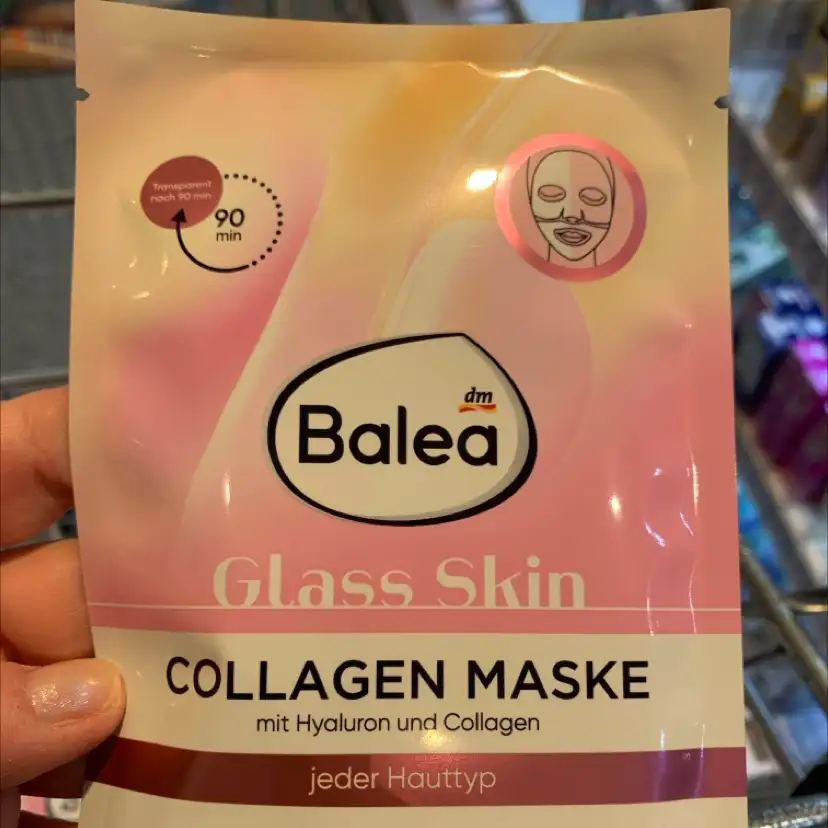 Transparent
nach 90 min
90
min
dm
Balea
Glass Skin
COLLAGEN MASKE
mit Hyaluron und Collagen
jeder Hauttyp